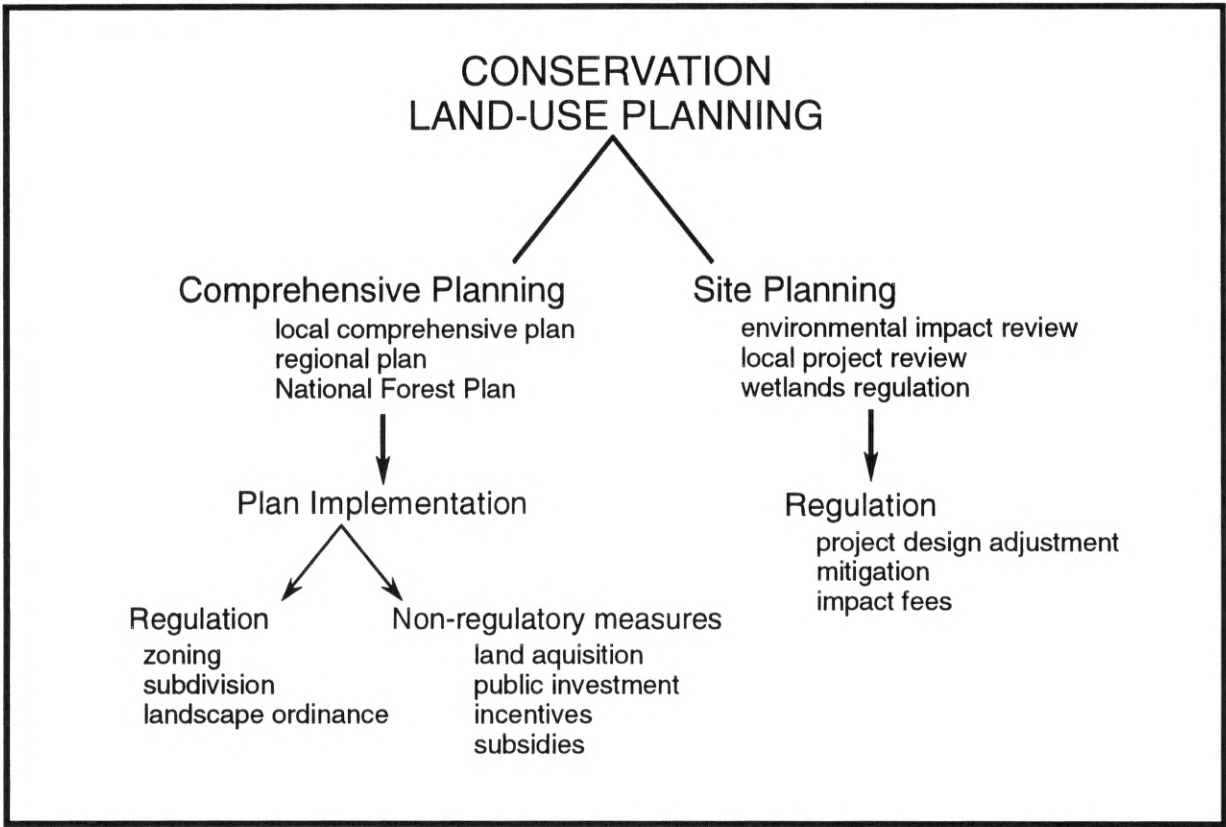 CONSERVATION
LAND-USE PLANNING
Comprehensive Planning
local comprehensive plan
regional plan
National Forest Plan
Plan Implementation
Regulation
zoning
subdivision
landscape ordinance
Non-regulatory measures
land aquisition
public investment
incentives
subsidies
Site Planning
environmental impact review
local project review
wetlands regulation
Regulation
project design adjustment
mitigation
impact fees